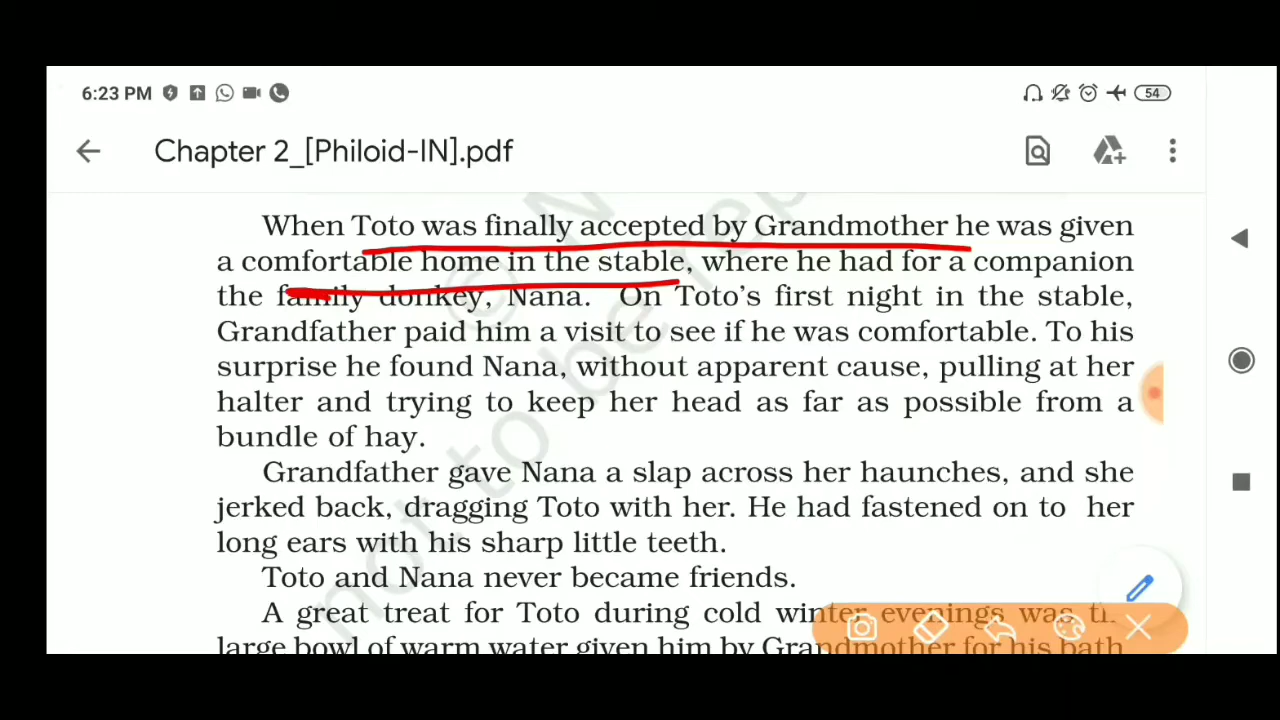 6:23 PM 54
Chapter 2_[Philoid-IN].pdf
When Toto was finally accepted by Grandmother he was given
a comfortable home in the stable, where he had for a companion
the family donkey, Nana. On Toto's first night in the stable,
Grandfather paid him a visit to see if he was comfortable. To his
surprise he found Nana, without apparent cause, pulling at her
halter and trying to keep her head as far as possible from a
bundle of hay.
Grandfather gave Nana a slap across her haunches, and she
jerked back, dragging Toto with her. He had fastened on to her
long ears with his sharp little teeth.
Toto and Nana never became friends.
A great treat for Toto during cold winter evenings was
large bowl of warm water given him by Grandmother for his bath
not to be rep